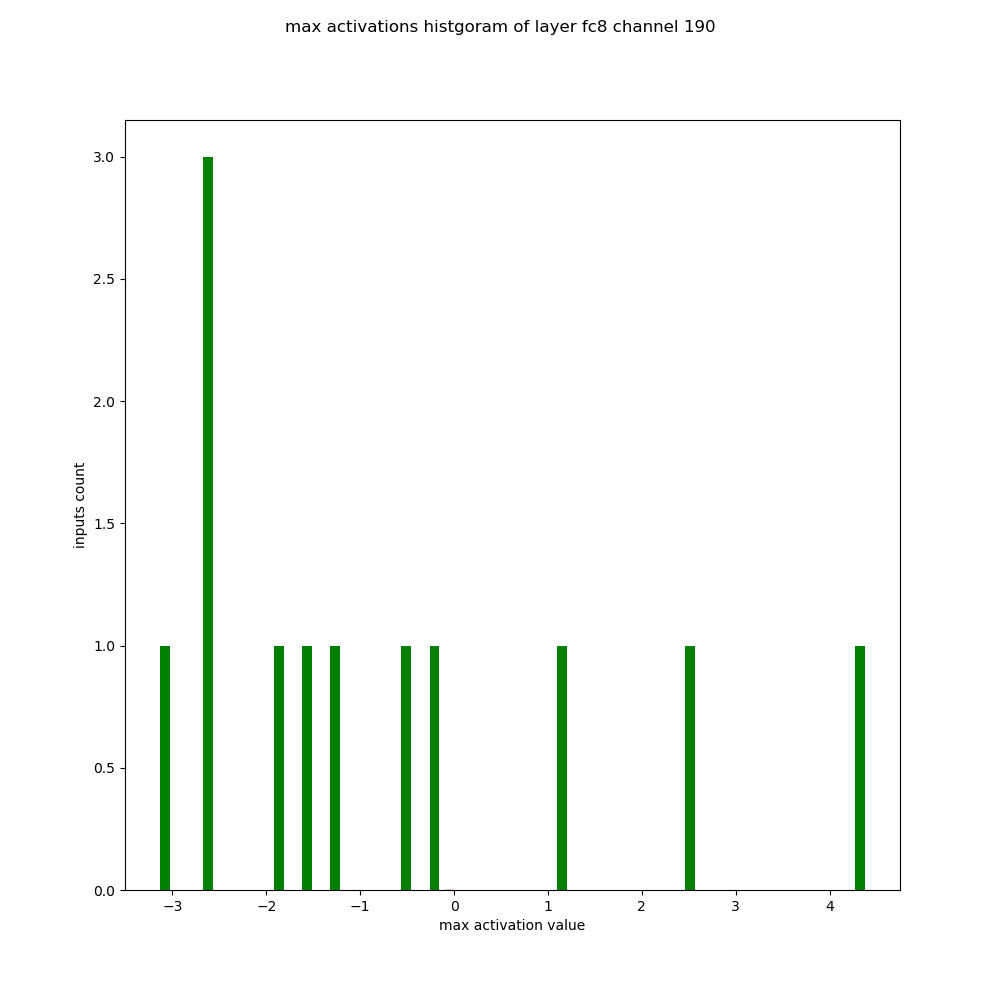 max activations histgoram of layer fc8 channel 190
3.0
2.5
2.0
1.5
1.0
0.5
0.0
inputs count
−3 −2 −1 0 1 2 3 4
max activation value